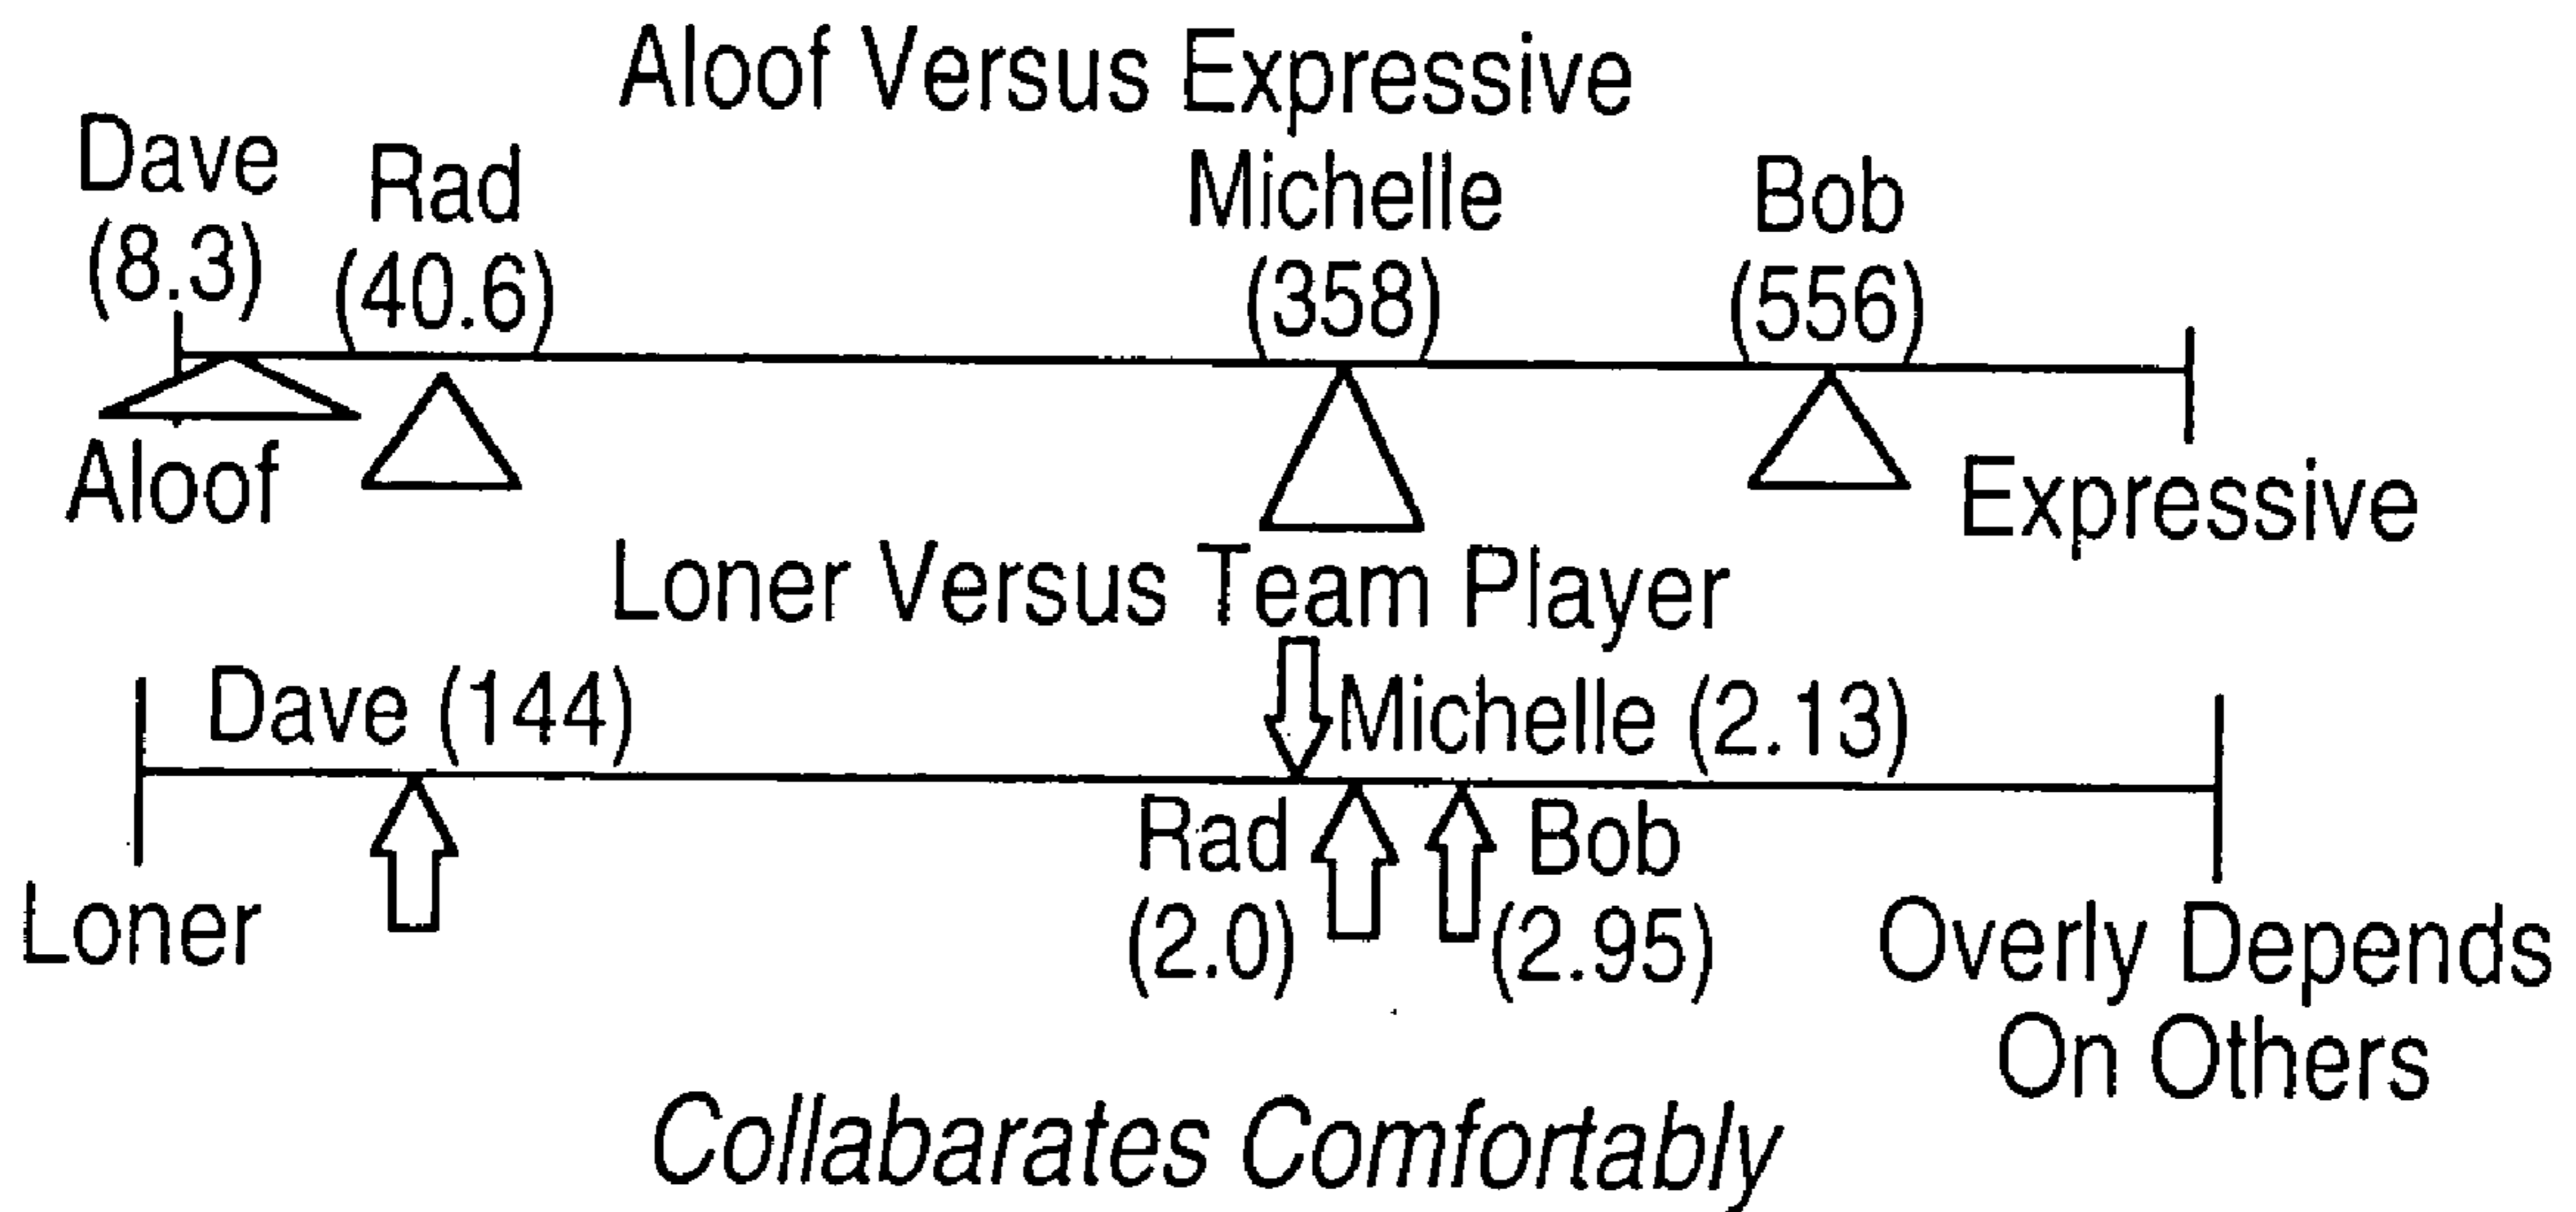 Aloof Versus Expressive
Dave
(8.3)
Rad
(40.6)
Michelle
(358)
Bob
(556)
Aloof
Expressive
Loner Versus Team Player
Dave (144)
Michelle (2.13)
Rad
(2.0)
Bob
(2.95)
Loner
Overly Depends
On Others
Collabarates Comfortably